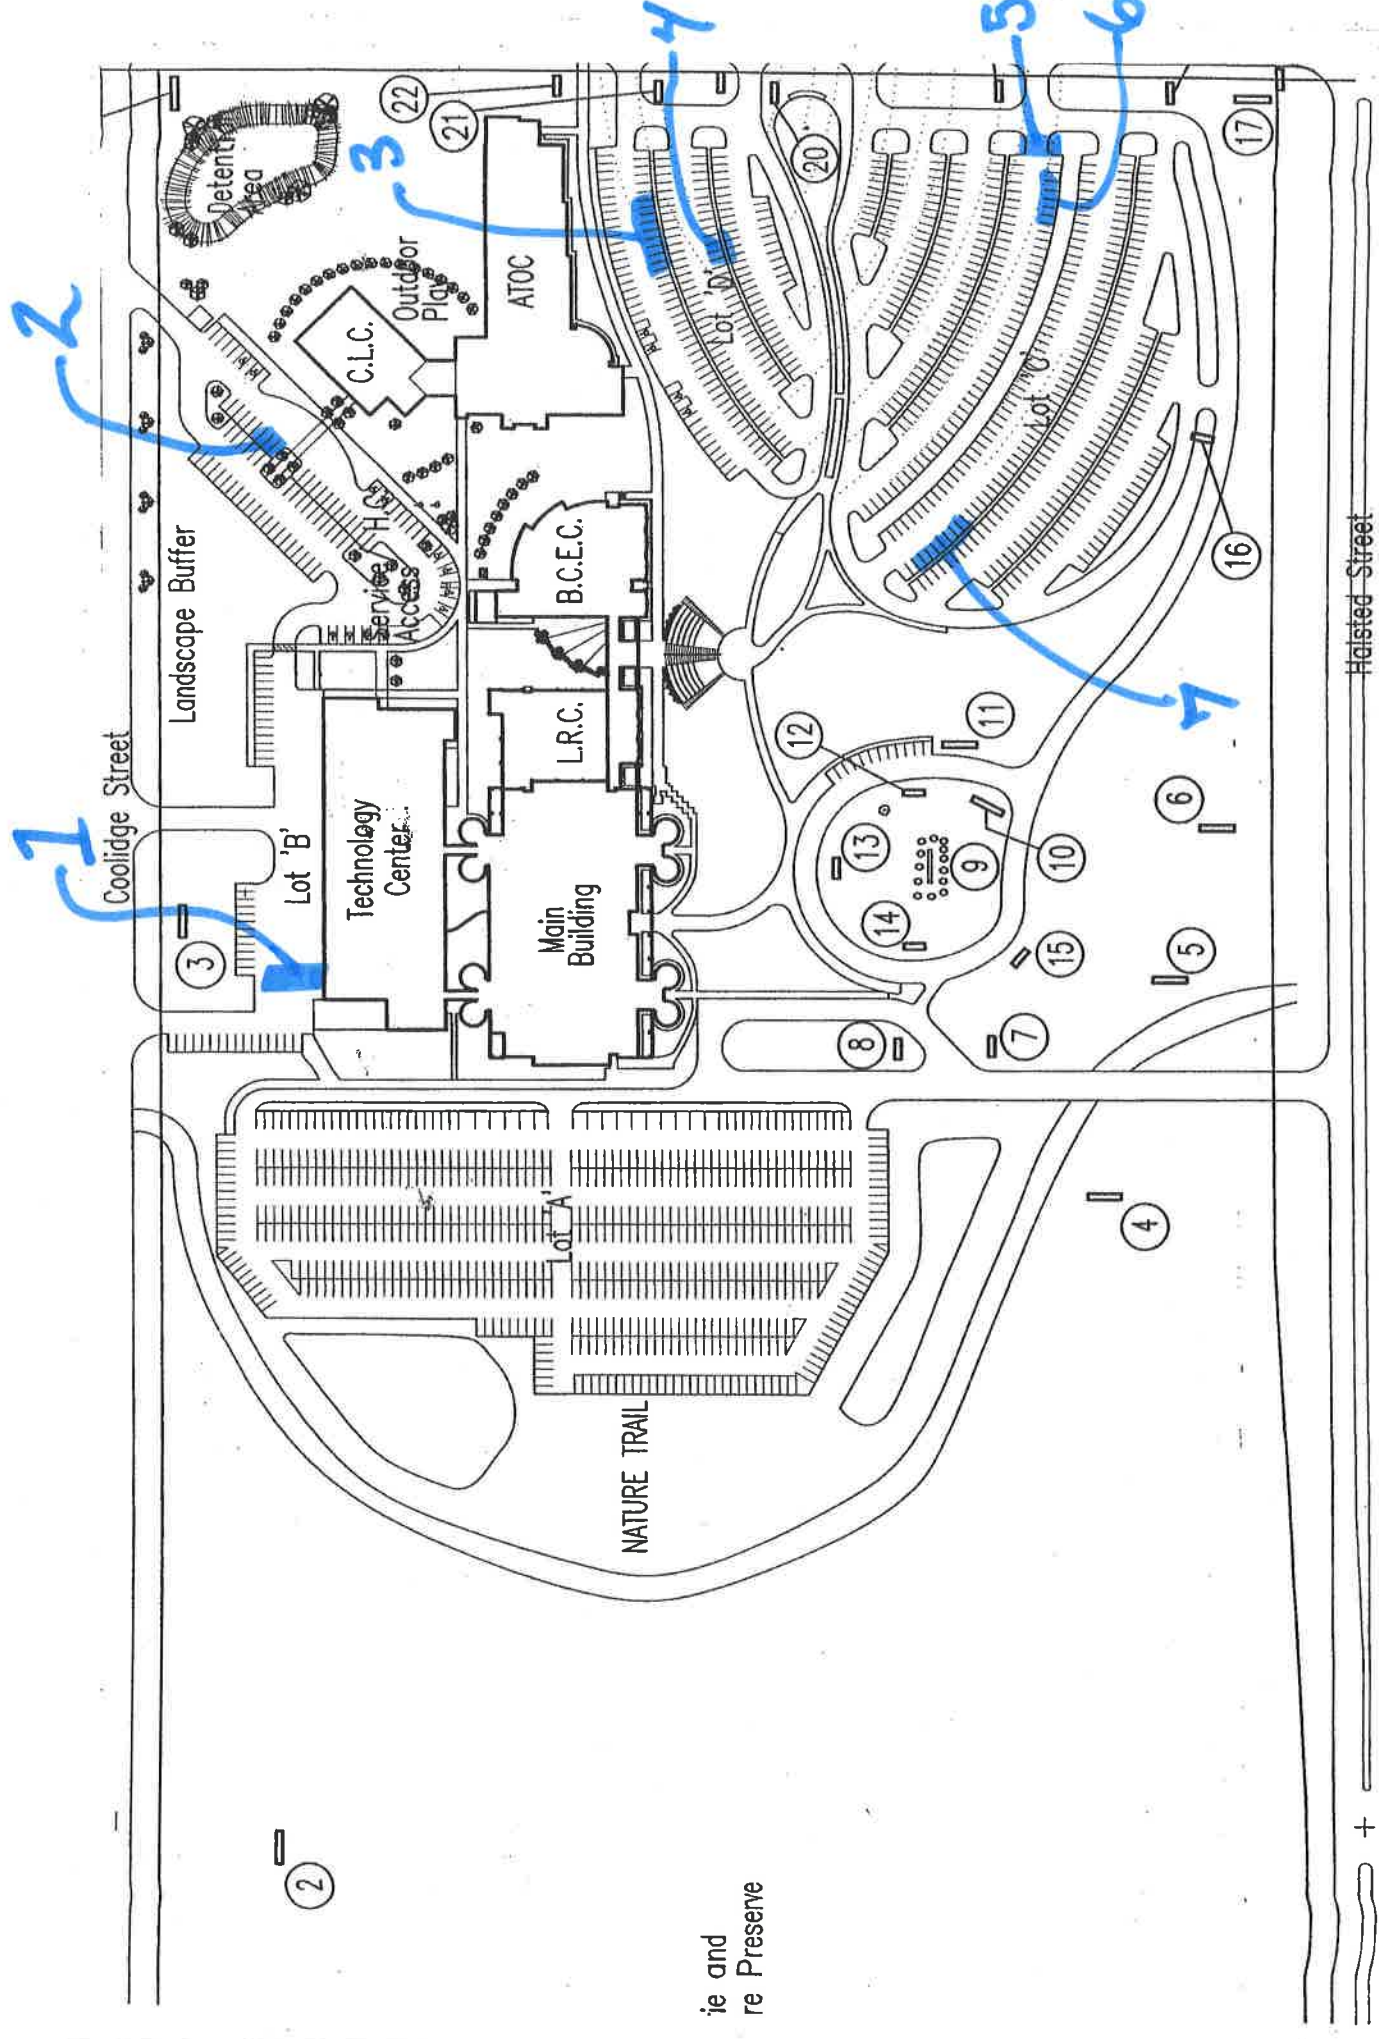 1
2
3
4
5
6
7
Coolidge Street
Landscape Buffer
3
Lot 'B'
Technology
Center
Service
Access
H.C.
C.L.C.
Outdoor
Play
ATOC
22
21
20
Main
Building
L.R.C.
B.C.E.C.
Lot 'D'
Lot 'C'
Lot 'A'
NATURE TRAIL
2
4
5
6
7
8
9
10
11
12
13
14
15
16
17
ie and
re Preserve
Halsted Street